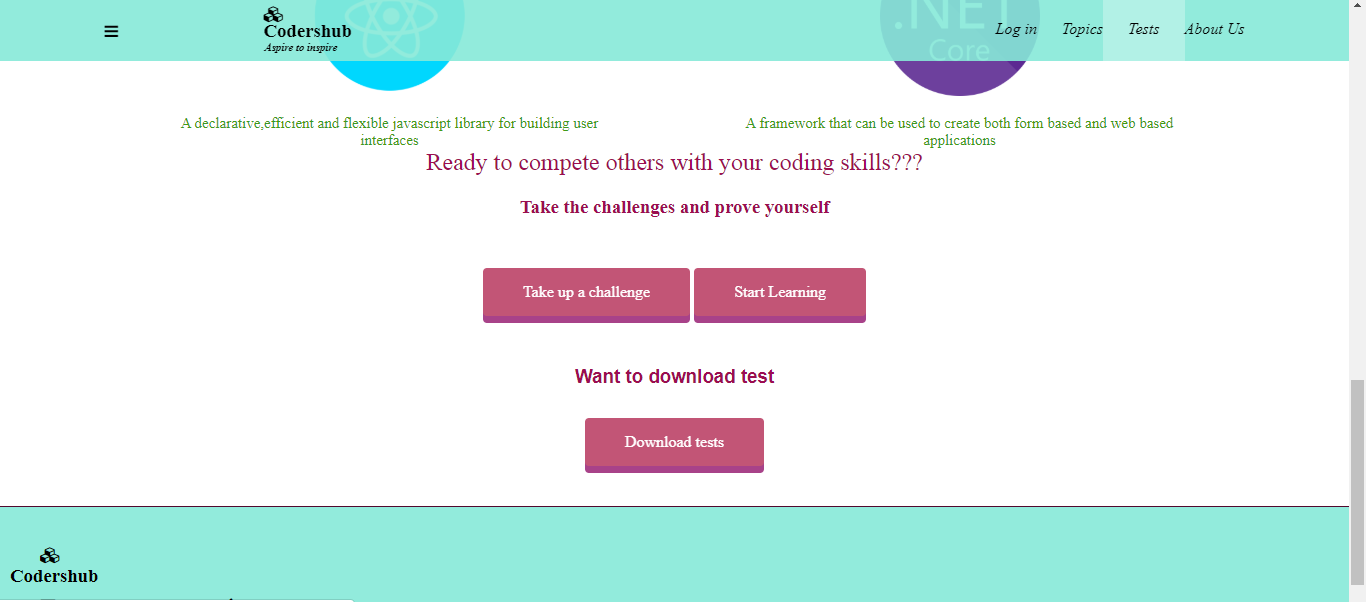 Codershub
Aspire to inspire
Log in
Topics
Tests
About Us
.NET
Core
A declarative,efficient and flexible javascript library for building user
interfaces
A framework that can be used to create both form based and web based
applications
Ready to compete others with your coding skills???
Take the challenges and prove yourself
Take up a challenge
Start Learning
Want to download test
Download tests
Codershub